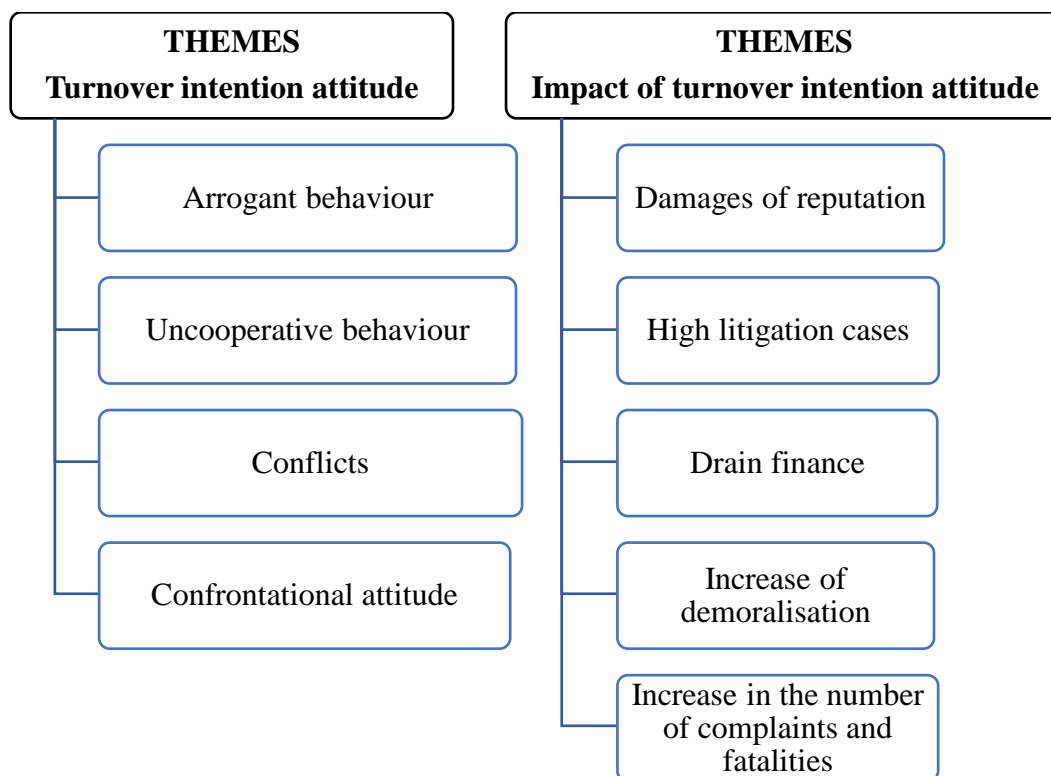 THEMES
Turnover intention attitude
Arrogant behaviour
Uncooperative behaviour
Conflicts
Confrontational attitude
THEMES
Impact of turnover intention attitude
Damages of reputation
High litigation cases
Drain finance
Increase of
demoralisation
Increase in the number
of complaints and
fatalities